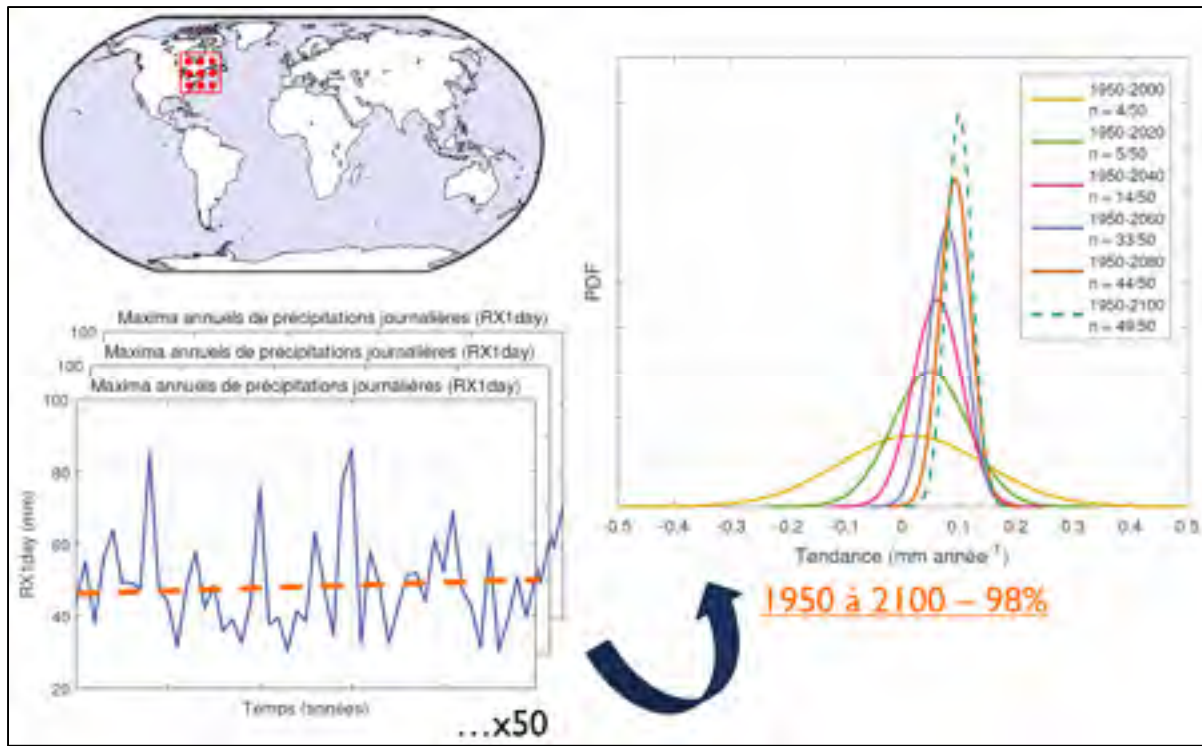 Maxima annuels de précipitations journalières (RX1day)
100
Maxima annuels de précipitations journalières (RX1day)
100
Maxima annuels de précipitations journalières (RX1day)
100
80
60
40
20
RX1day (mm)
Temps (années)
...x50
PDF
1950-2000
n = 4/50
1950-2020
n = 5/50
1950-2040
n = 14/50
1950-2060
n = 33/50
1950-2080
n = 44/50
1950-2100
n = 49/50
-0.5 -0.4 -0.3 -0.2 -0.1 0 0.1 0.2 0.3 0.4 0.5
Tendance (mm année⁻¹)
1950 à 2100 – 98%